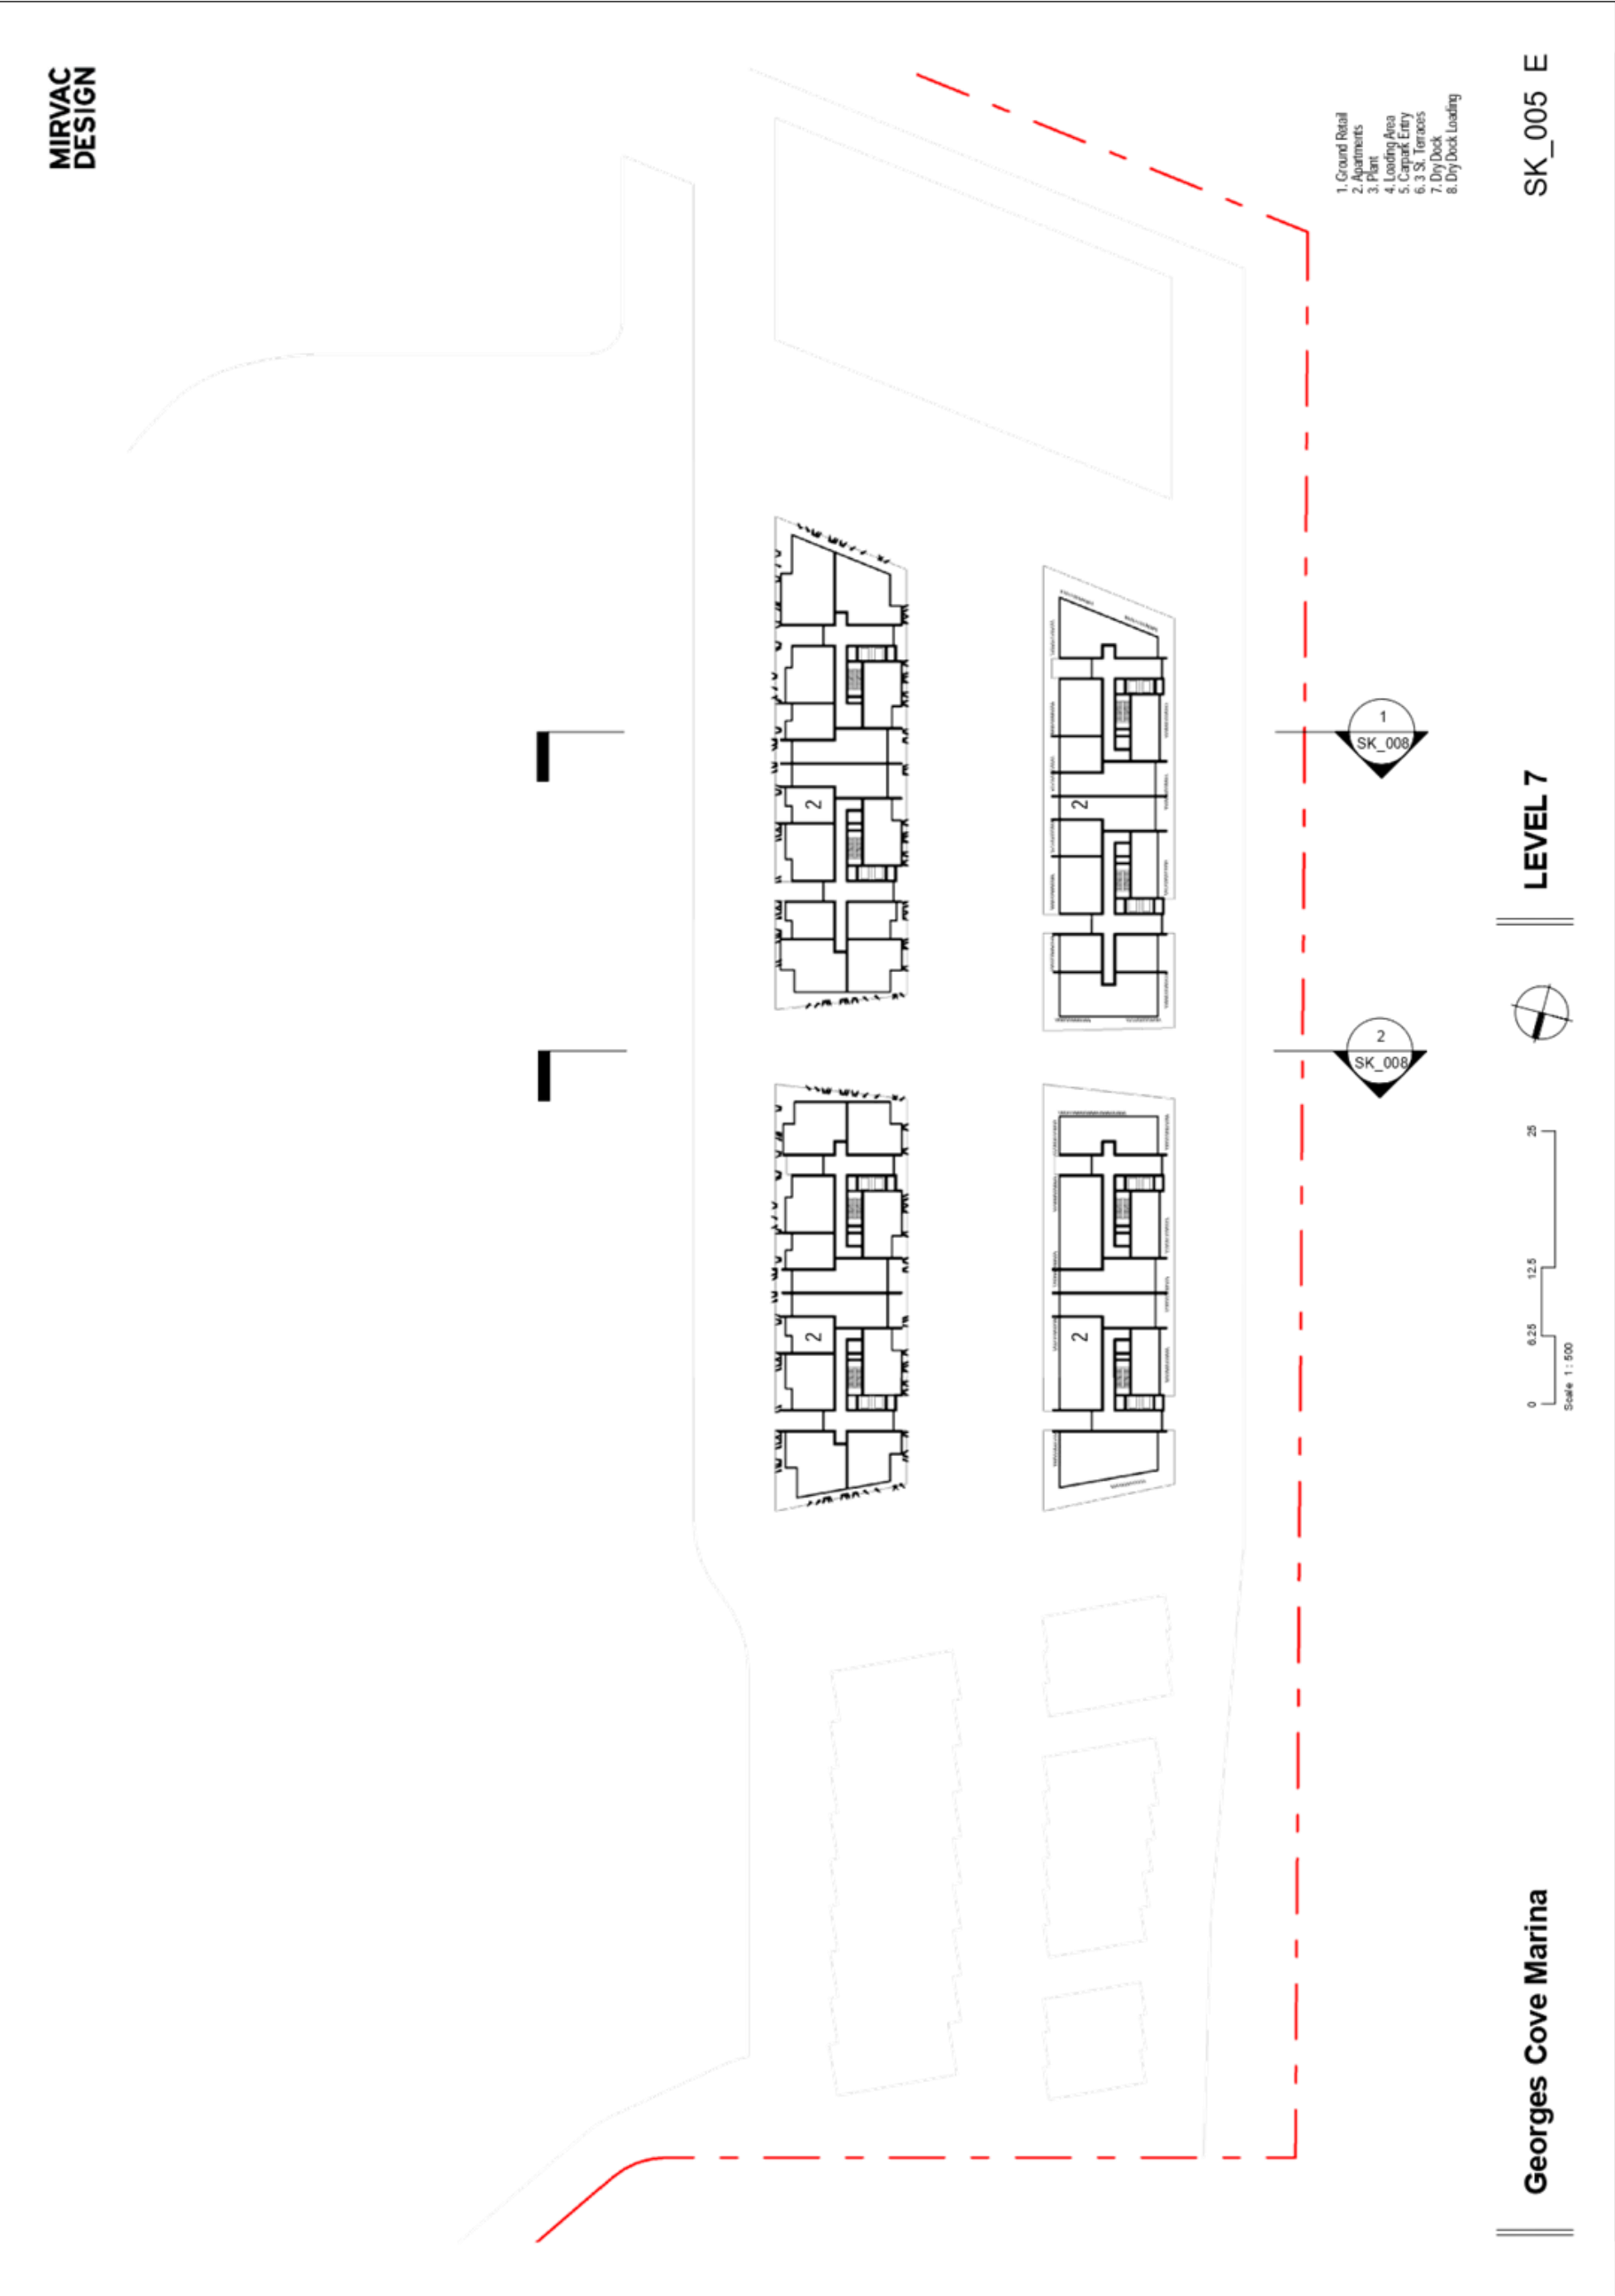 MIRVAC
DESIGN
2
2
2
2
1
SK_008
2
SK_008
1. Ground Retail
2. Apartments
3. Plant
4. Loading Area
5. Carpark Entry
6. 3 St. Terraces
7. Dry Dock
8. Dry Dock Loading
Georges Cove Marina
0 6.25 12.5 25
Scale 1 : 500
LEVEL 7
SK_005 E